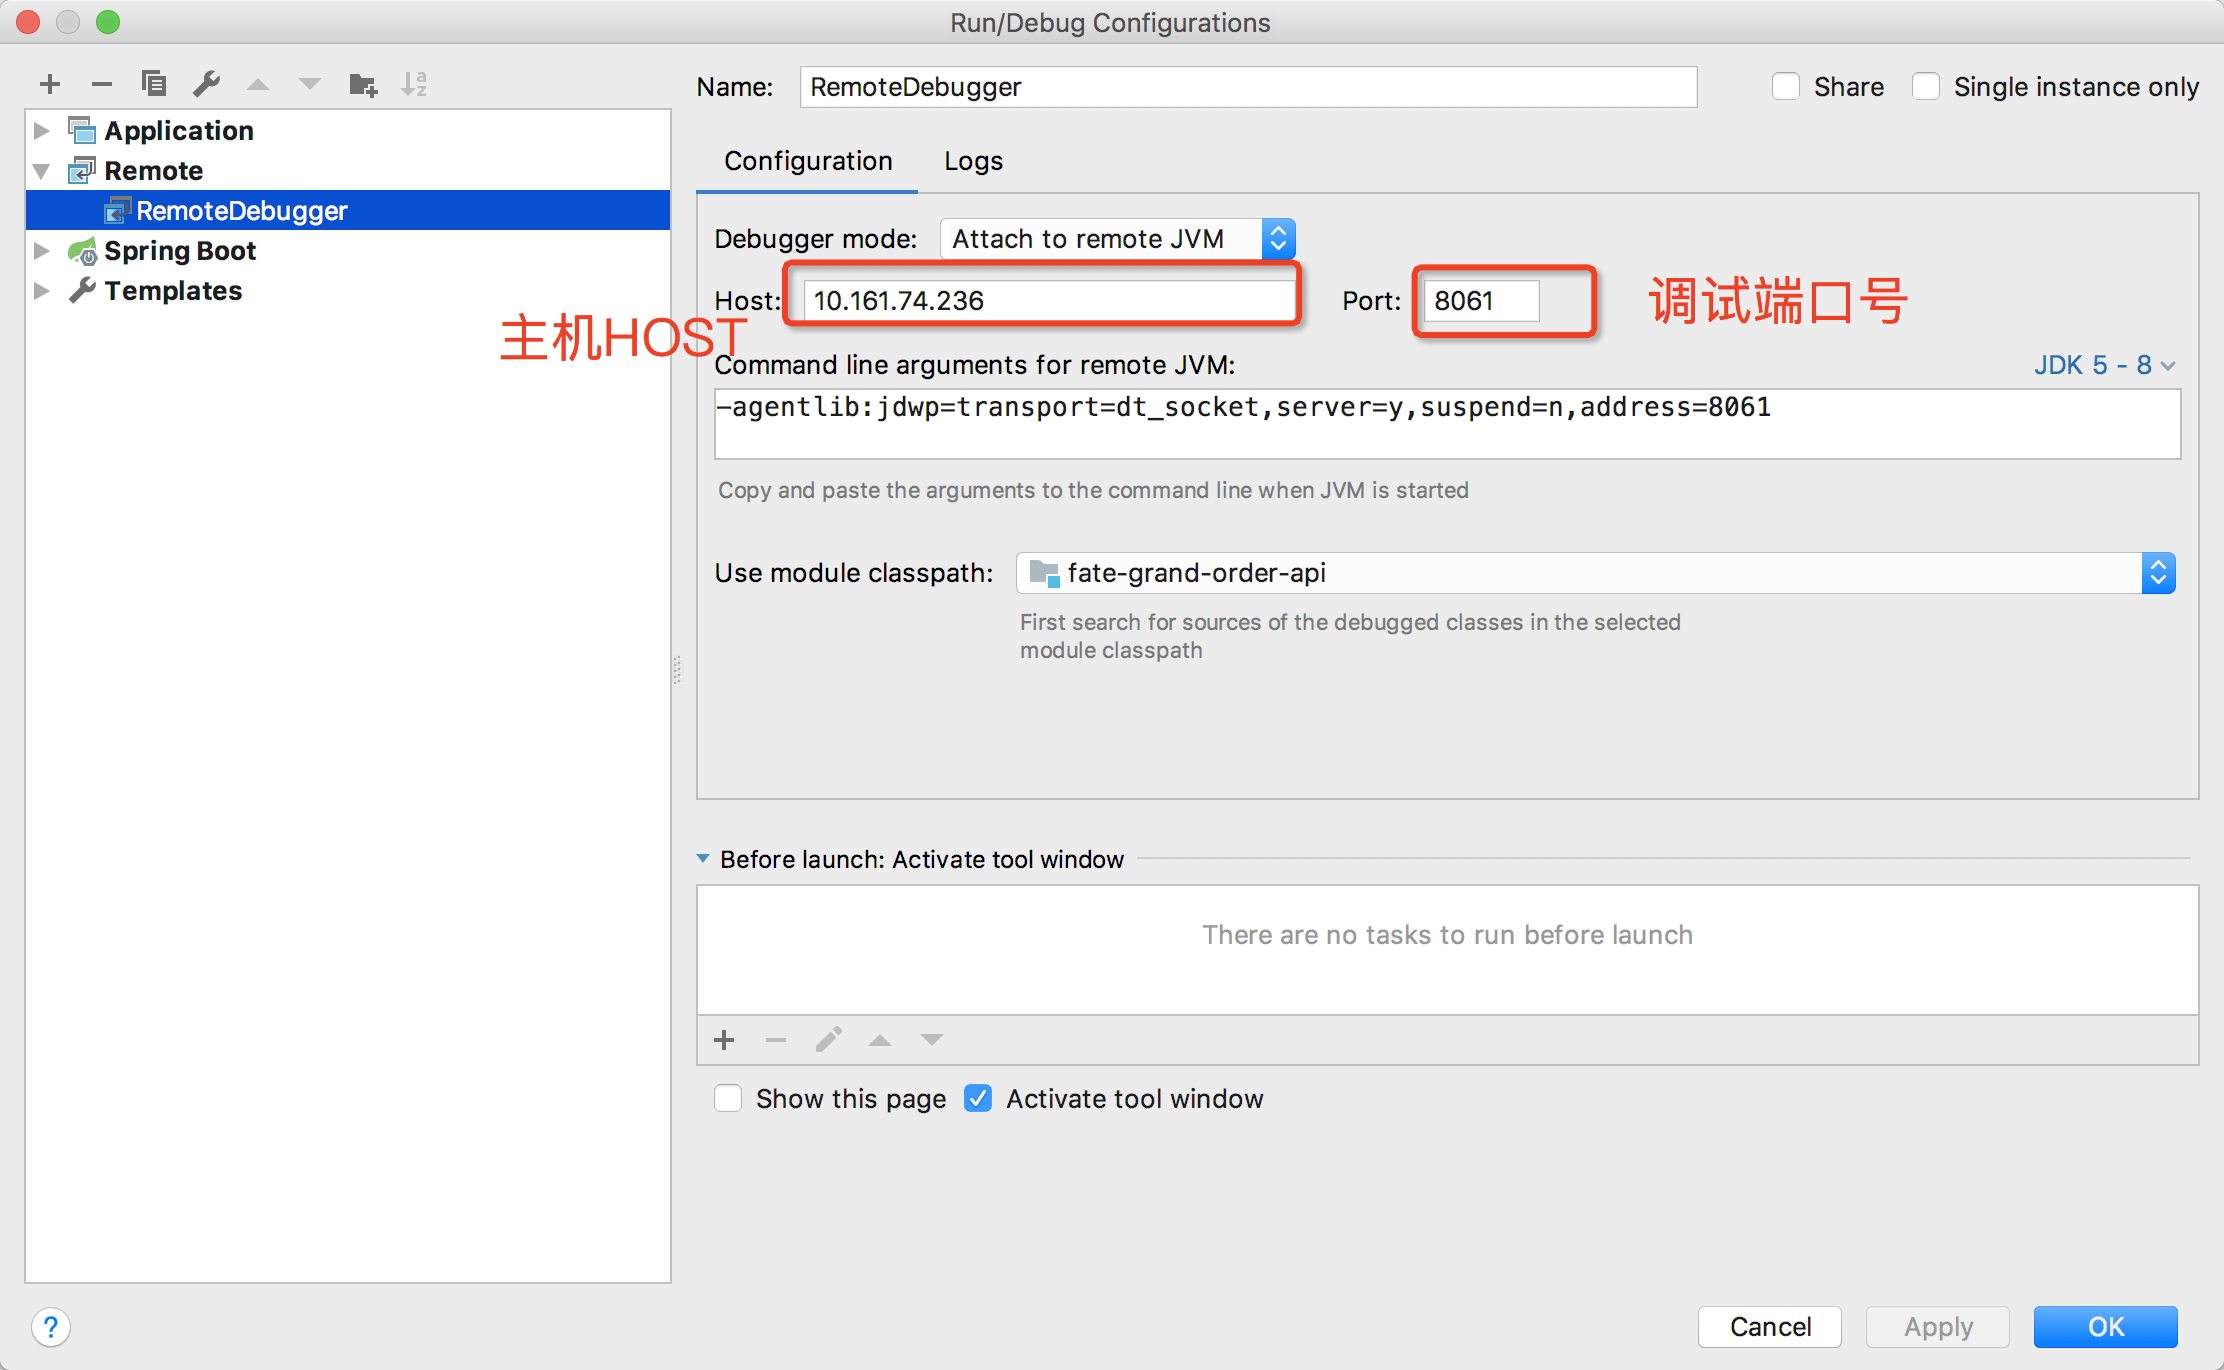 Run/Debug Configurations
Name: RemoteDebugger Share Single instance only
Application
Remote
RemoteDebugger
Spring Boot
Templates
Configuration Logs
Debugger mode: Attach to remote JVM
Host: 10.161.74.236 Port: 8061 调试端口号
主机HOST
Command line arguments for remote JVM: JDK 5 - 8
-agentlib:jdwp=transport=dt_socket,server=y,suspend=n,address=8061
Copy and paste the arguments to the command line when JVM is started
Use module classpath: fate-grand-order-api
First search for sources of the debugged classes in the selected
module classpath
Before launch: Activate tool window
There are no tasks to run before launch
Show this page Activate tool window
? Cancel Apply OK